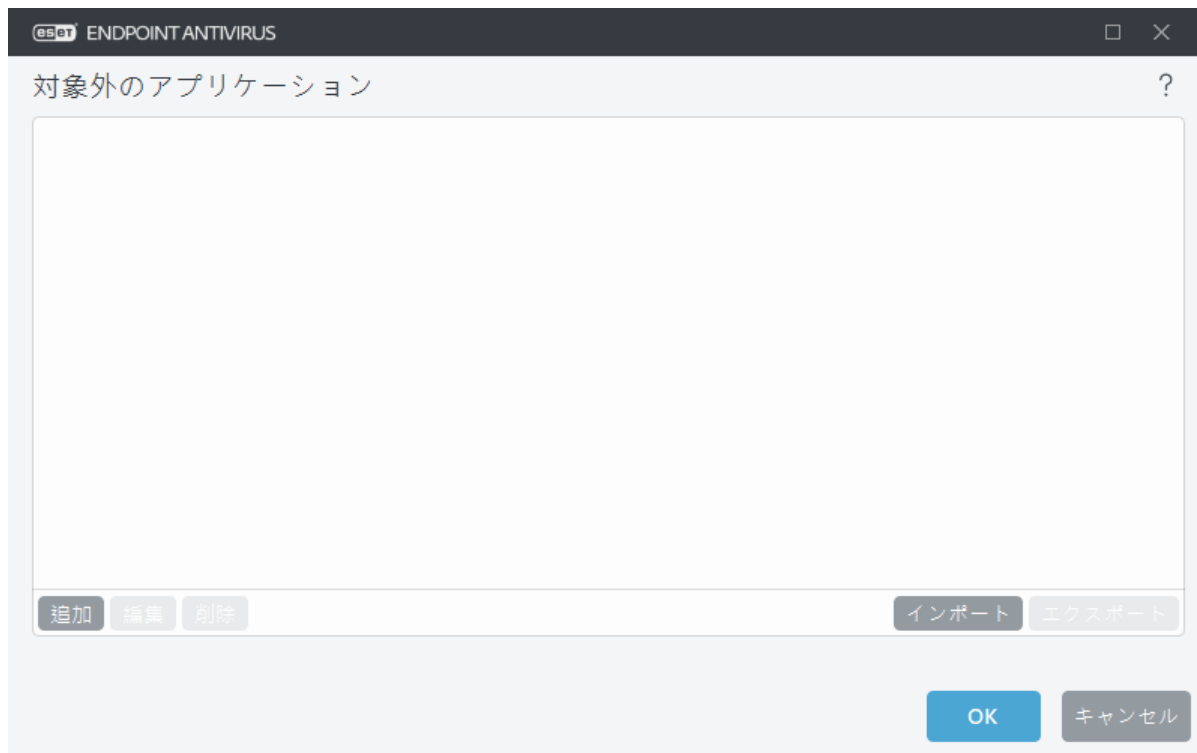 eset ENDPOINT ANTIVIRUS
対象外のアプリケーション ?
追加 編集 削除 インポート エクスポート
OK キャンセル